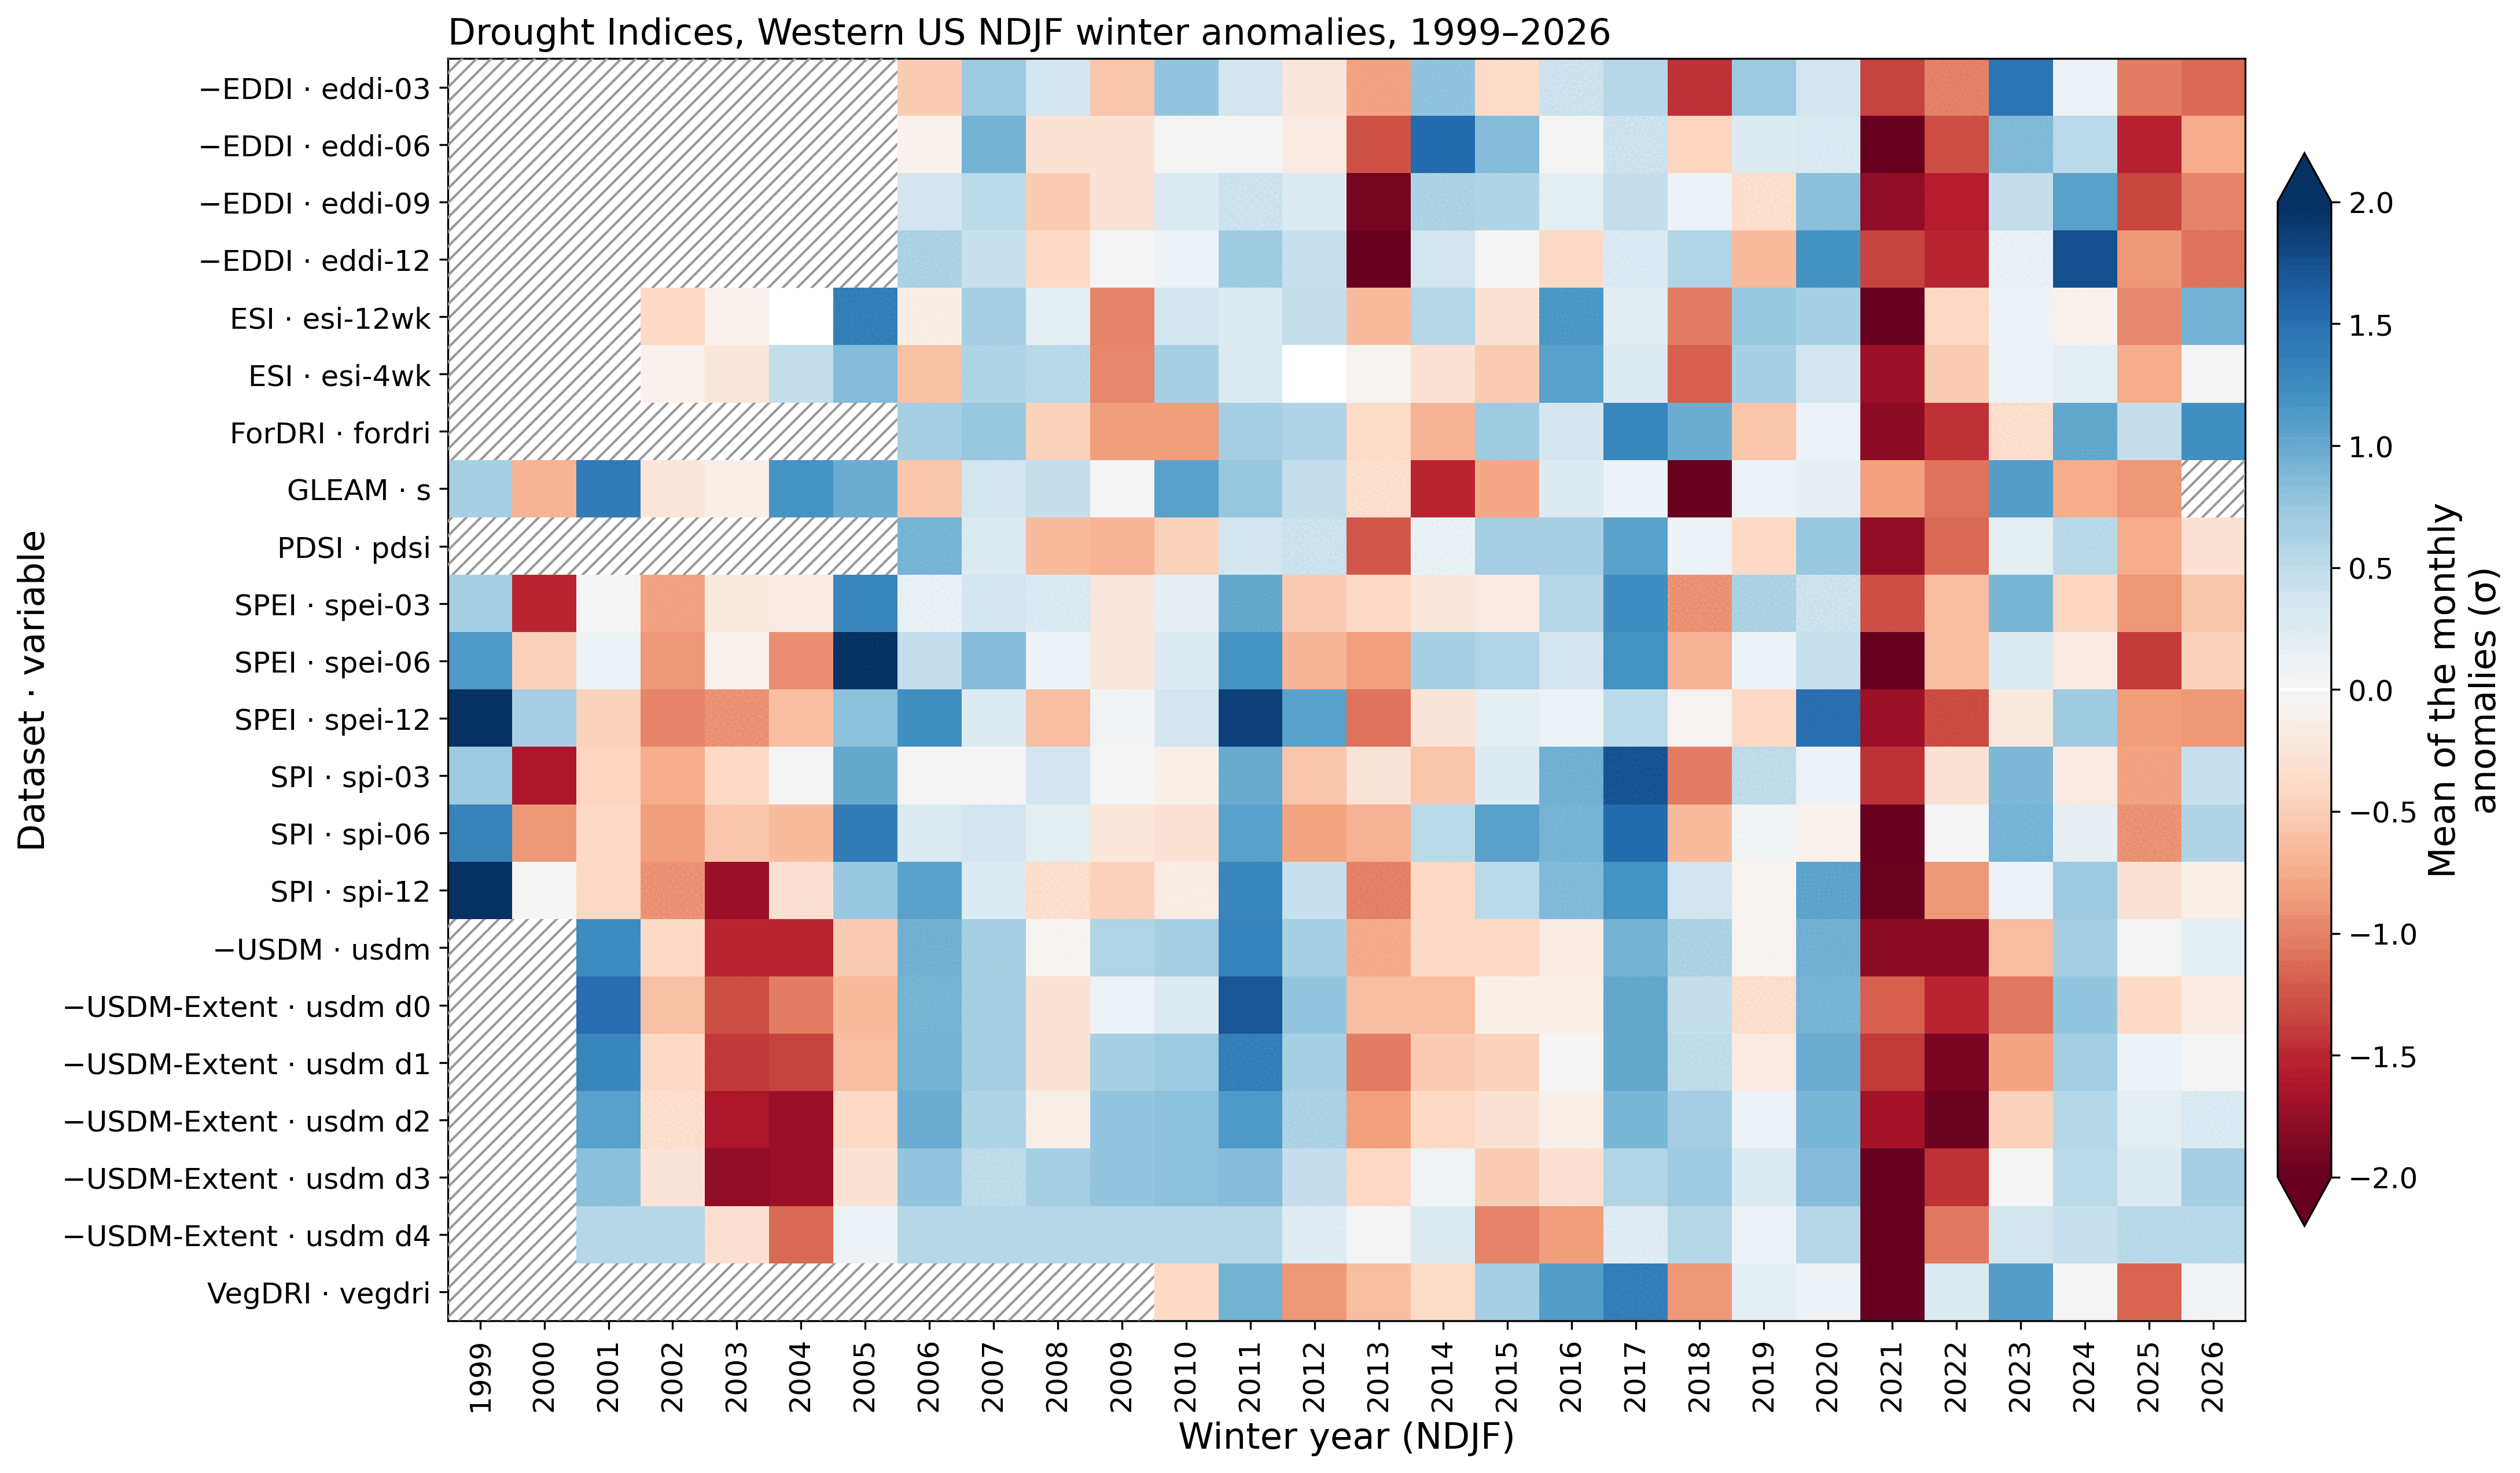 Drought Indices, Western US NDJF winter anomalies, 1999–2026
Dataset · variable
−EDDI · eddi-03
−EDDI · eddi-06
−EDDI · eddi-09
−EDDI · eddi-12
ESI · esi-12wk
ESI · esi-4wk
ForDRI · fordri
GLEAM · s
PDSI · pdsi
SPEI · spei-03
SPEI · spei-06
SPEI · spei-12
SPI · spi-03
SPI · spi-06
SPI · spi-12
−USDM · usdm
−USDM-Extent · usdm d0
−USDM-Extent · usdm d1
−USDM-Extent · usdm d2
−USDM-Extent · usdm d3
−USDM-Extent · usdm d4
VegDRI · vegdri
1999
2000
2001
2002
2003
2004
2005
2006
2007
2008
2009
2010
2011
2012
2013
2014
2015
2016
2017
2018
2019
2020
2021
2022
2023
2024
2025
2026
Winter year (NDJF)
2.0
1.5
1.0
0.5
0.0
−0.5
−1.0
−1.5
−2.0
Mean of the monthly
anomalies (σ)